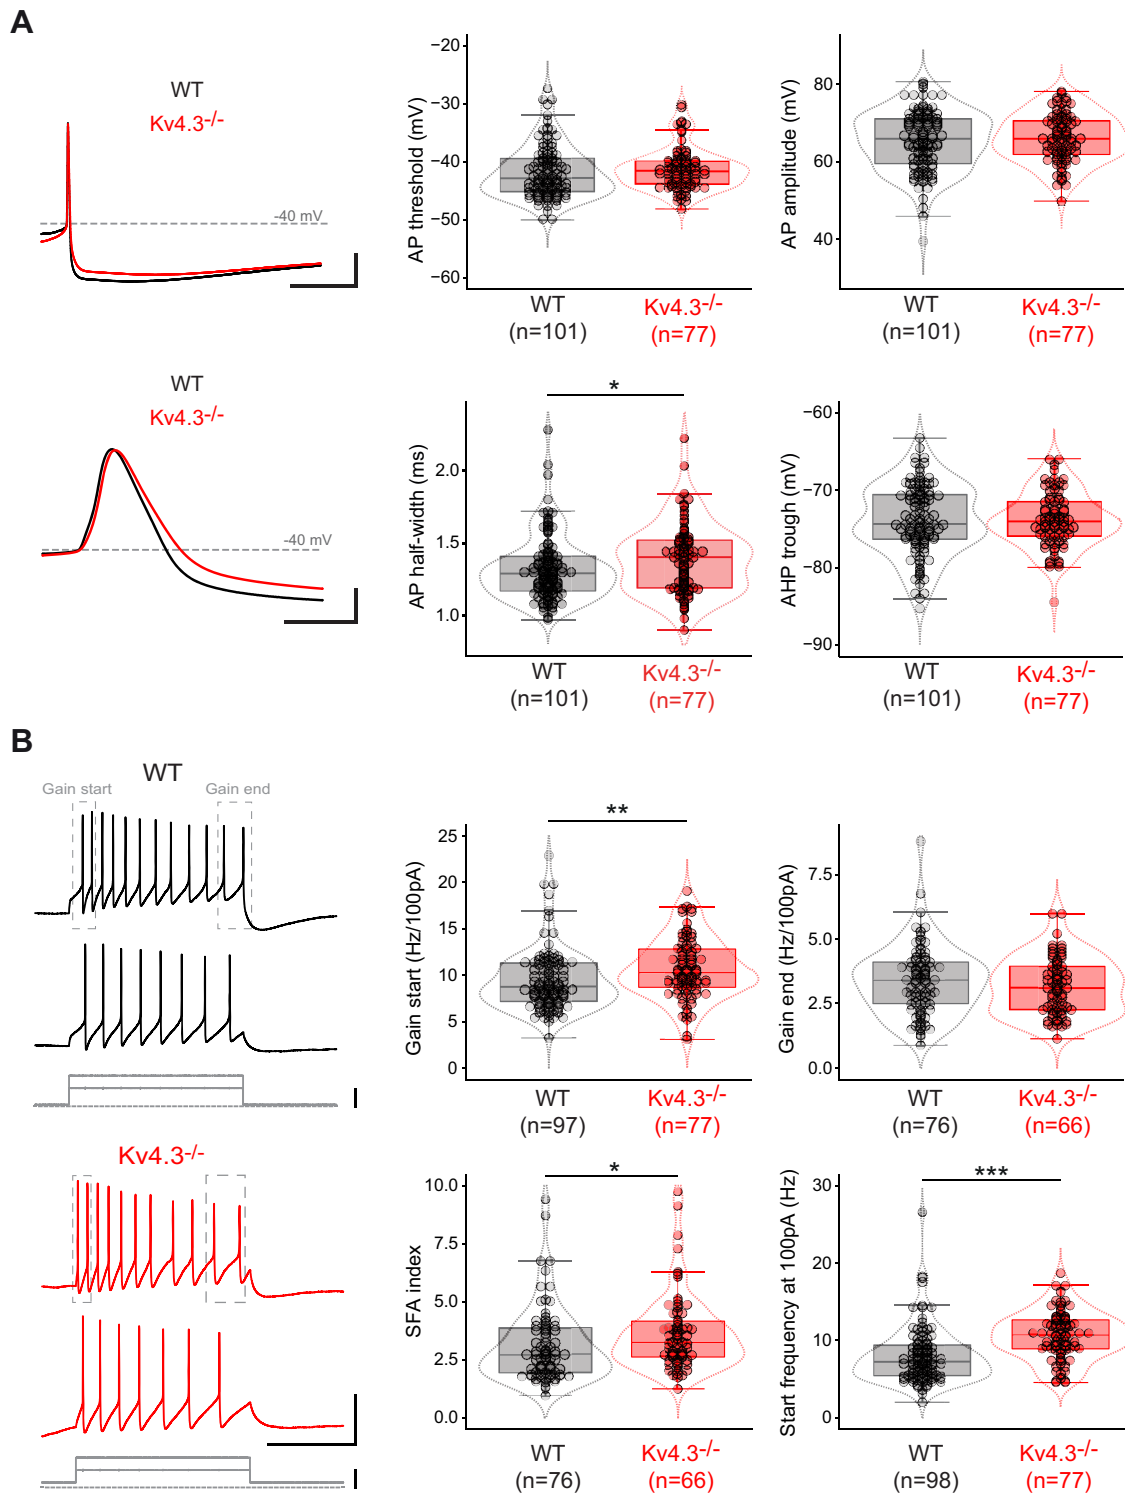 A
WT
Kv4.3-/-
-40 mV
AP threshold (mV)
−20
−30
−40
−50
−60
WT
(n=101)
Kv4.3-/-
(n=77)
AP amplitude (mV)
80
60
40
WT
(n=101)
Kv4.3-/-
(n=77)
WT
Kv4.3-/-
-40 mV
AP half-width (ms)
2.0
1.5
1.0
*
WT
(n=101)
Kv4.3-/-
(n=77)
AHP trough (mV)
−60
−70
−80
−90
WT
(n=101)
Kv4.3-/-
(n=77)
B
WT
Gain start
Gain end
Gain start (Hz/100pA)
25
20
15
10
5
0
**
WT
(n=97)
Kv4.3-/-
(n=77)
Gain end (Hz/100pA)
7.5
5.0
2.5
0.0
WT
(n=76)
Kv4.3-/-
(n=66)
Kv4.3-/-
SFA index
10.0
7.5
5.0
2.5
0.0
*
WT
(n=76)
Kv4.3-/-
(n=66)
Start frequency at 100pA (Hz)
30
20
10
0
***
WT
(n=98)
Kv4.3-/-
(n=77)